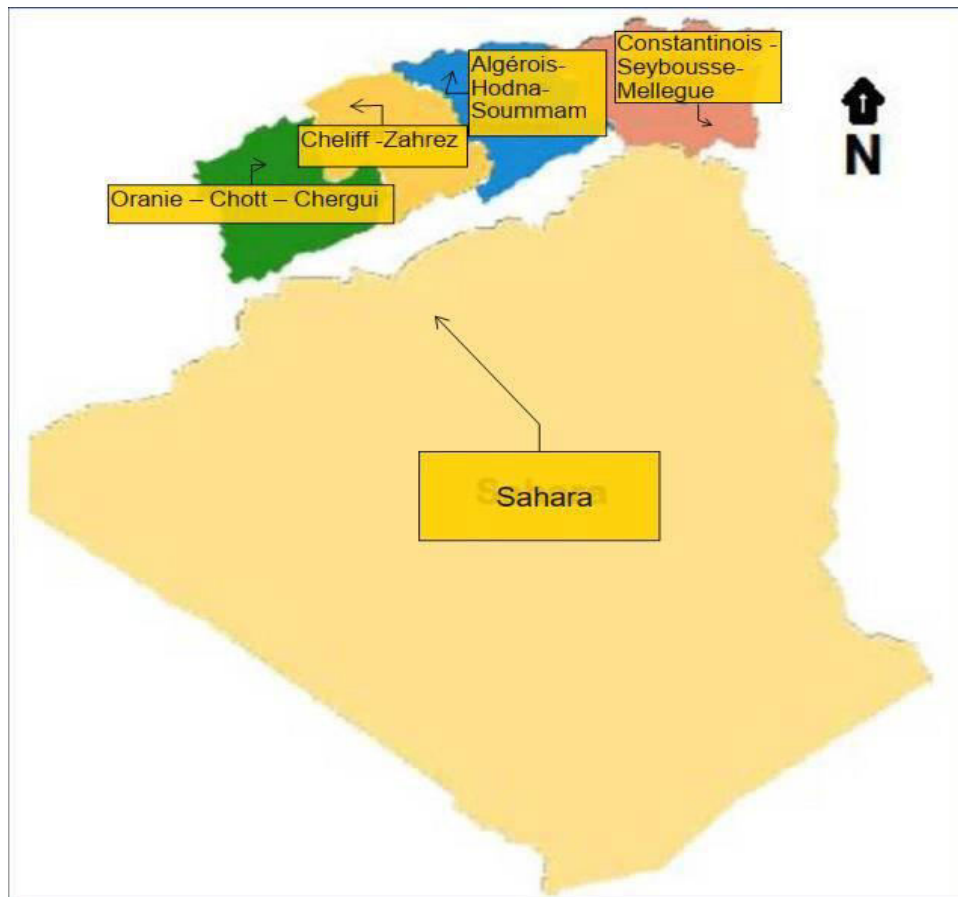 Constantinois -
Seybousse-
Mellegue
Algérois-
Hodna-
Soummam
Cheliff -Zahrez
Oranie – Chott – Chergui
N
Sahara